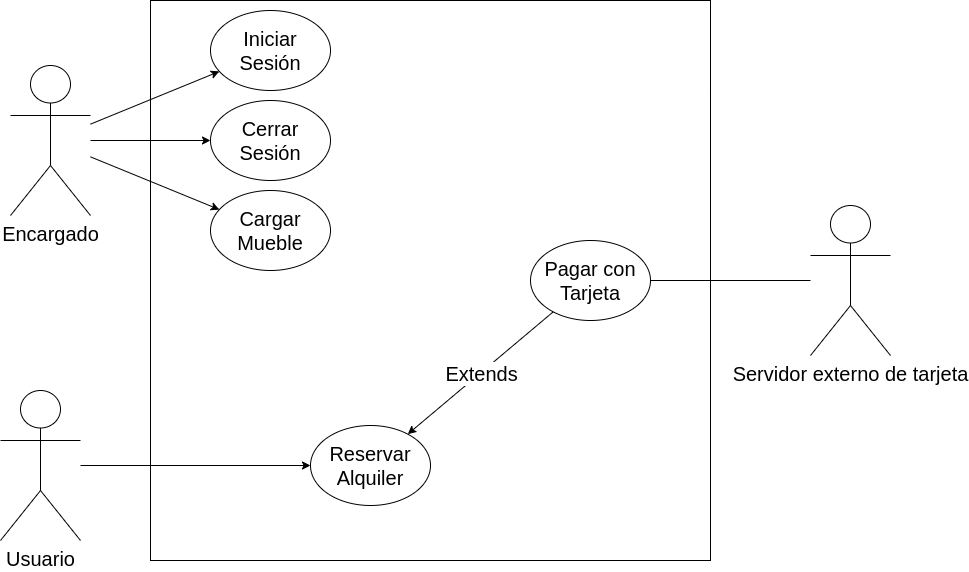 Iniciar
Sesión
Cerrar
Sesión
Encargado
Cargar
Mueble
Pagar con
Tarjeta
Servidor externo de tarjeta
Extends
Reservar
Alquiler
Usuario